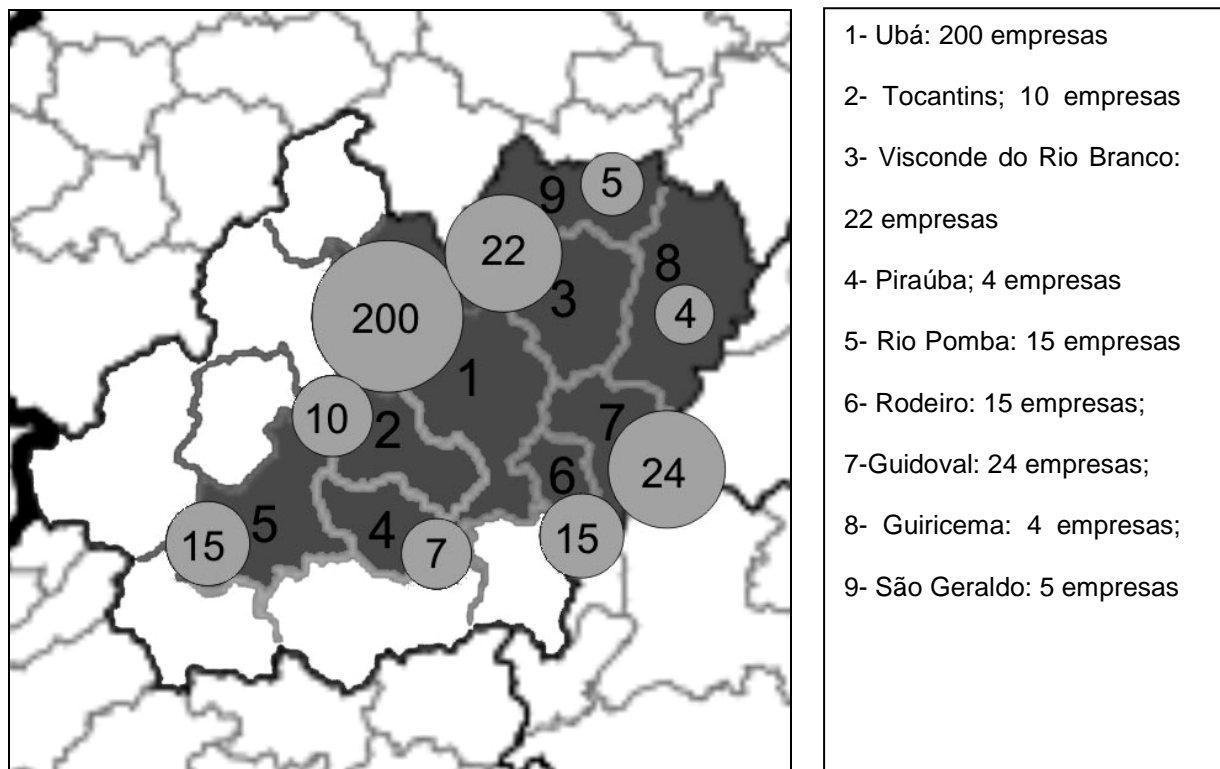 9
5
22
8
3
200
4
1
10
2
7
24
6
5
4
15
7
15
1- Ubá: 200 empresas
2- Tocantins; 10 empresas
3- Visconde do Rio Branco:
22 empresas
4- Piraúba; 4 empresas
5- Rio Pomba: 15 empresas
6- Rodeiro: 15 empresas;
7-Guidoval: 24 empresas;
8- Guiricema: 4 empresas;
9- São Geraldo: 5 empresas